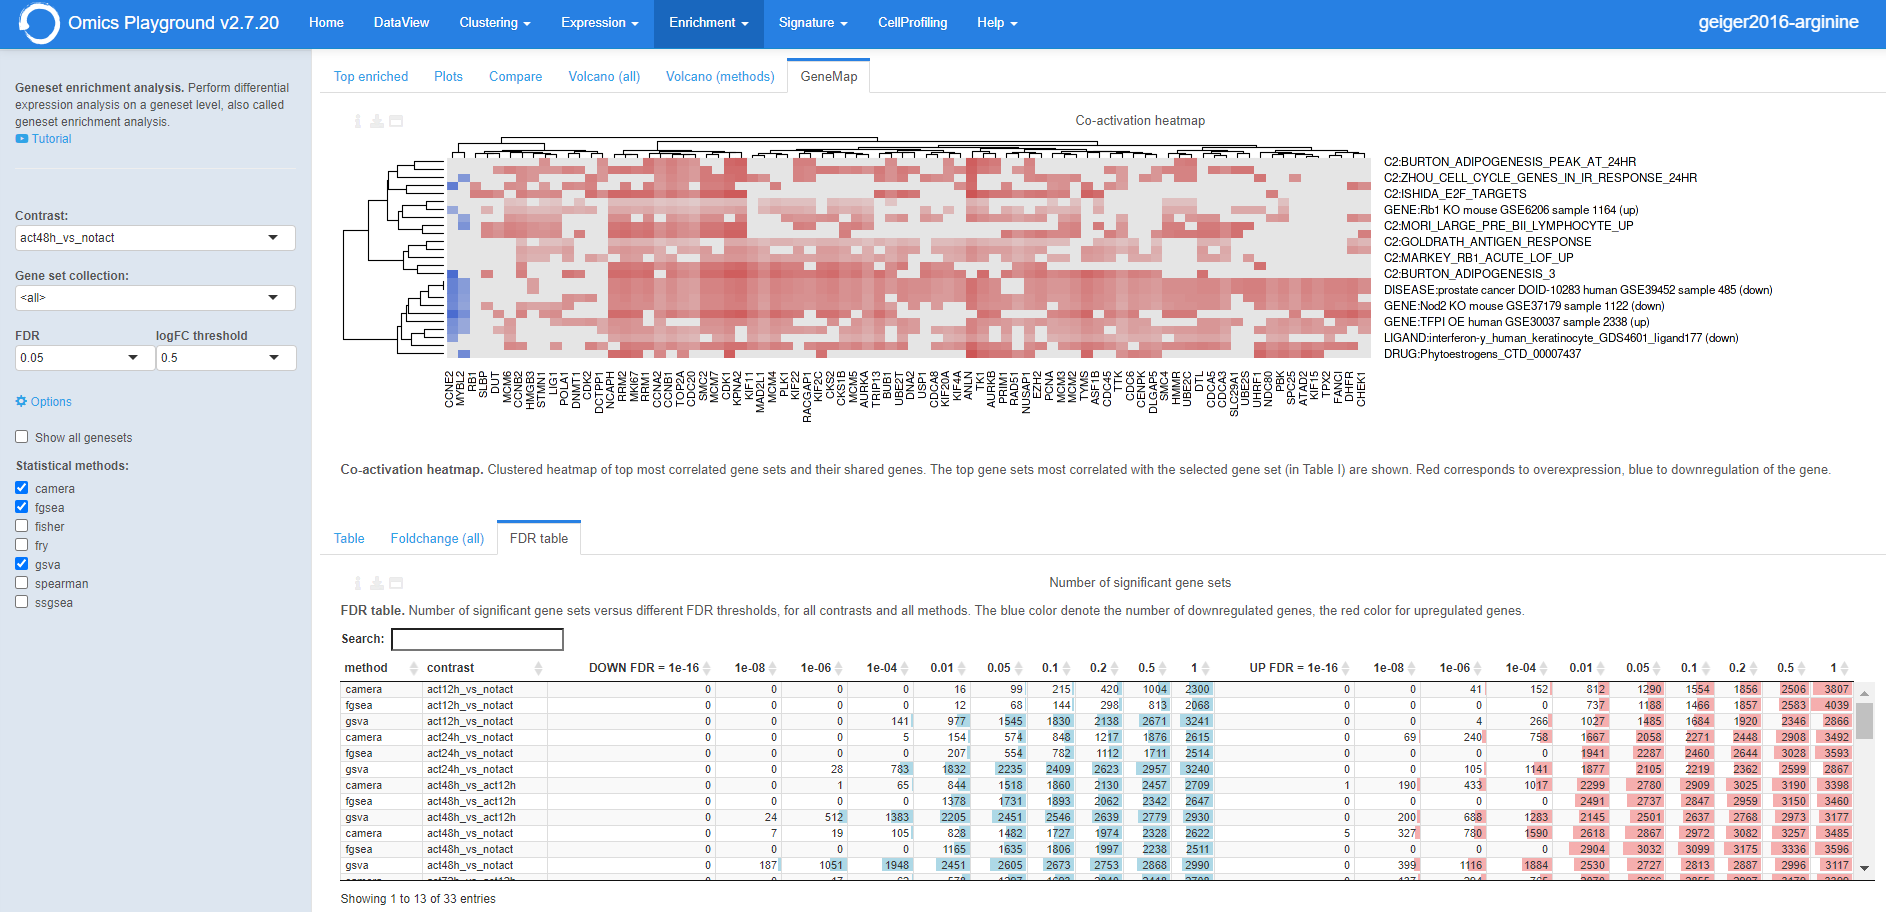 Omics Playground v2.7.20
Home DataView Clustering Expression Enrichment Signature CellProfiling Help
geiger2016-arginine
Geneset enrichment analysis. Perform differential
expression analysis on a geneset level, also called
geneset enrichment analysis.
Tutorial
Contrast:
act48h_vs_notact
Gene set collection:
<all>
FDR logFC threshold
0.05 0.5
Options
Show all genesets
Statistical methods:
camera
fgsea
fisher
fry
gsva
spearman
ssgsea
Top enriched Plots Compare Volcano (all) Volcano (methods) GeneMap
Co-activation heatmap
C2:BURTON_ADIPOGENESIS_PEAK_AT_24HR
C2:ZHOU_CELL_CYCLE_GENES_IN_IR_RESPONSE_24HR
C2:ISHIDA_E2F_TARGETS
GENE:Rb1 KO mouse GSE6206 sample 1164 (up)
C2:MORI_LARGE_PRE_BII_LYMPHOCYTE_UP
C2:GOLDRATH_ANTIGEN_RESPONSE
C2:MARKEY_RB1_ACUTE_LOF_UP
C2:BURTON_ADIPOGENESIS_3
DISEASE:prostate cancer DOID-10283 human GSE39452 sample 485 (down)
GENE:Nod2 KO mouse GSE37179 sample 1122 (down)
GENE:TFPI OE human GSE30037 sample 2338 (up)
LIGAND:interferon-y_human_keratinocyte_GDS4601_ligand177 (down)
DRUG:Phytoestrogens_CTD_00007437
CCNE2 MYBL2 RB1 SLBP DUT MCM6 CCNB2 HMGB3 STMN1 LIG1 POLA1 DNMT1 CDK2 DCTPP1 NCAPH RRM2 MKI67 RRM1 CCNA2 CCNB1 TOP2A CDC20 SMC2 MCM7 CDK1 KPNA2 KIF11 MAD2L1 MCM4 PLK1 KIF22 RACGAP1 KIF2C CKS2 CKS1B MCM5 AURKA TRIP13 BUB1 UBE2T DNA2 USP1 CDCA8 KIF20A KIF4A ANLN TK1 AURKB PRIM1 RAD51 NUSAP1 EZH2 PCNA MCM3 MCM2 TYMS ASF1B CDC45 TTK CDC6 CENPK DLGAP5 SMC4 HMMR UBE2C DTL CDCA5 CDCA3 SLC29A1 UBE2S UHRF1 NDC80 PBK SPC25 ATAD2 KIF15 TPX2 FANCI DHFR CHEK1
Co-activation heatmap. Clustered heatmap of top most correlated gene sets and their shared genes. The top gene sets most correlated with the selected gene set (in Table I) are shown. Red corresponds to overexpression, blue to downregulation of the gene.
Table Foldchange (all) FDR table
Number of significant gene sets
FDR table. Number of significant gene sets versus different FDR thresholds, for all contrasts and all methods. The blue color denote the number of downregulated genes, the red color for upregulated genes.
Search:
method contrast DOWN FDR = 1e-16 1e-08 1e-06 1e-04 0.01 0.05 0.1 0.2 0.5 1 UP FDR = 1e-16 1e-08 1e-06 1e-04 0.01 0.05 0.1 0.2 0.5 1
camera act12h_vs_notact 0 0 0 0 16 99 215 420 1004 2300 0 0 41 152 812 1290 1554 1856 2506 3807
fgsea act12h_vs_notact 0 0 0 0 12 68 144 298 813 2068 0 0 0 0 737 1188 1466 1857 2583 4039
gsva act12h_vs_notact 0 0 0 141 977 1545 1830 2138 2671 3241 0 0 4 266 1027 1485 1684 1920 2346 2866
camera act24h_vs_notact 0 0 0 5 154 574 848 1217 1876 2615 0 69 240 758 1667 2058 2271 2448 2908 3492
fgsea act24h_vs_notact 0 0 0 0 207 554 782 1112 1711 2514 0 0 0 0 1941 2287 2460 2644 3028 3593
gsva act24h_vs_notact 0 0 28 783 1832 2235 2409 2623 2957 3240 0 0 105 1141 1877 2105 2219 2362 2599 2867
camera act48h_vs_act12h 0 0 1 65 844 1518 1860 2130 2457 2709 1 190 433 1017 2299 2780 2909 3025 3190 3398
fgsea act48h_vs_act12h 0 0 0 0 1378 1731 1893 2062 2342 2647 0 0 0 0 2491 2737 2847 2959 3150 3460
gsva act48h_vs_act12h 0 24 512 1383 2205 2451 2546 2639 2779 2930 0 200 688 1283 2145 2501 2637 2768 2973 3177
camera act48h_vs_notact 0 7 19 105 828 1482 1727 1974 2328 2622 5 327 780 1590 2618 2867 2972 3082 3257 3485
fgsea act48h_vs_notact 0 0 0 0 1165 1635 1806 1997 2238 2511 0 0 0 0 2904 3032 3099 3175 3336 3596
gsva act48h_vs_notact 0 187 1051 1948 2451 2605 2673 2753 2868 2990 0 399 1116 1884 2530 2727 2813 2887 2996 3117
Showing 1 to 13 of 33 entries